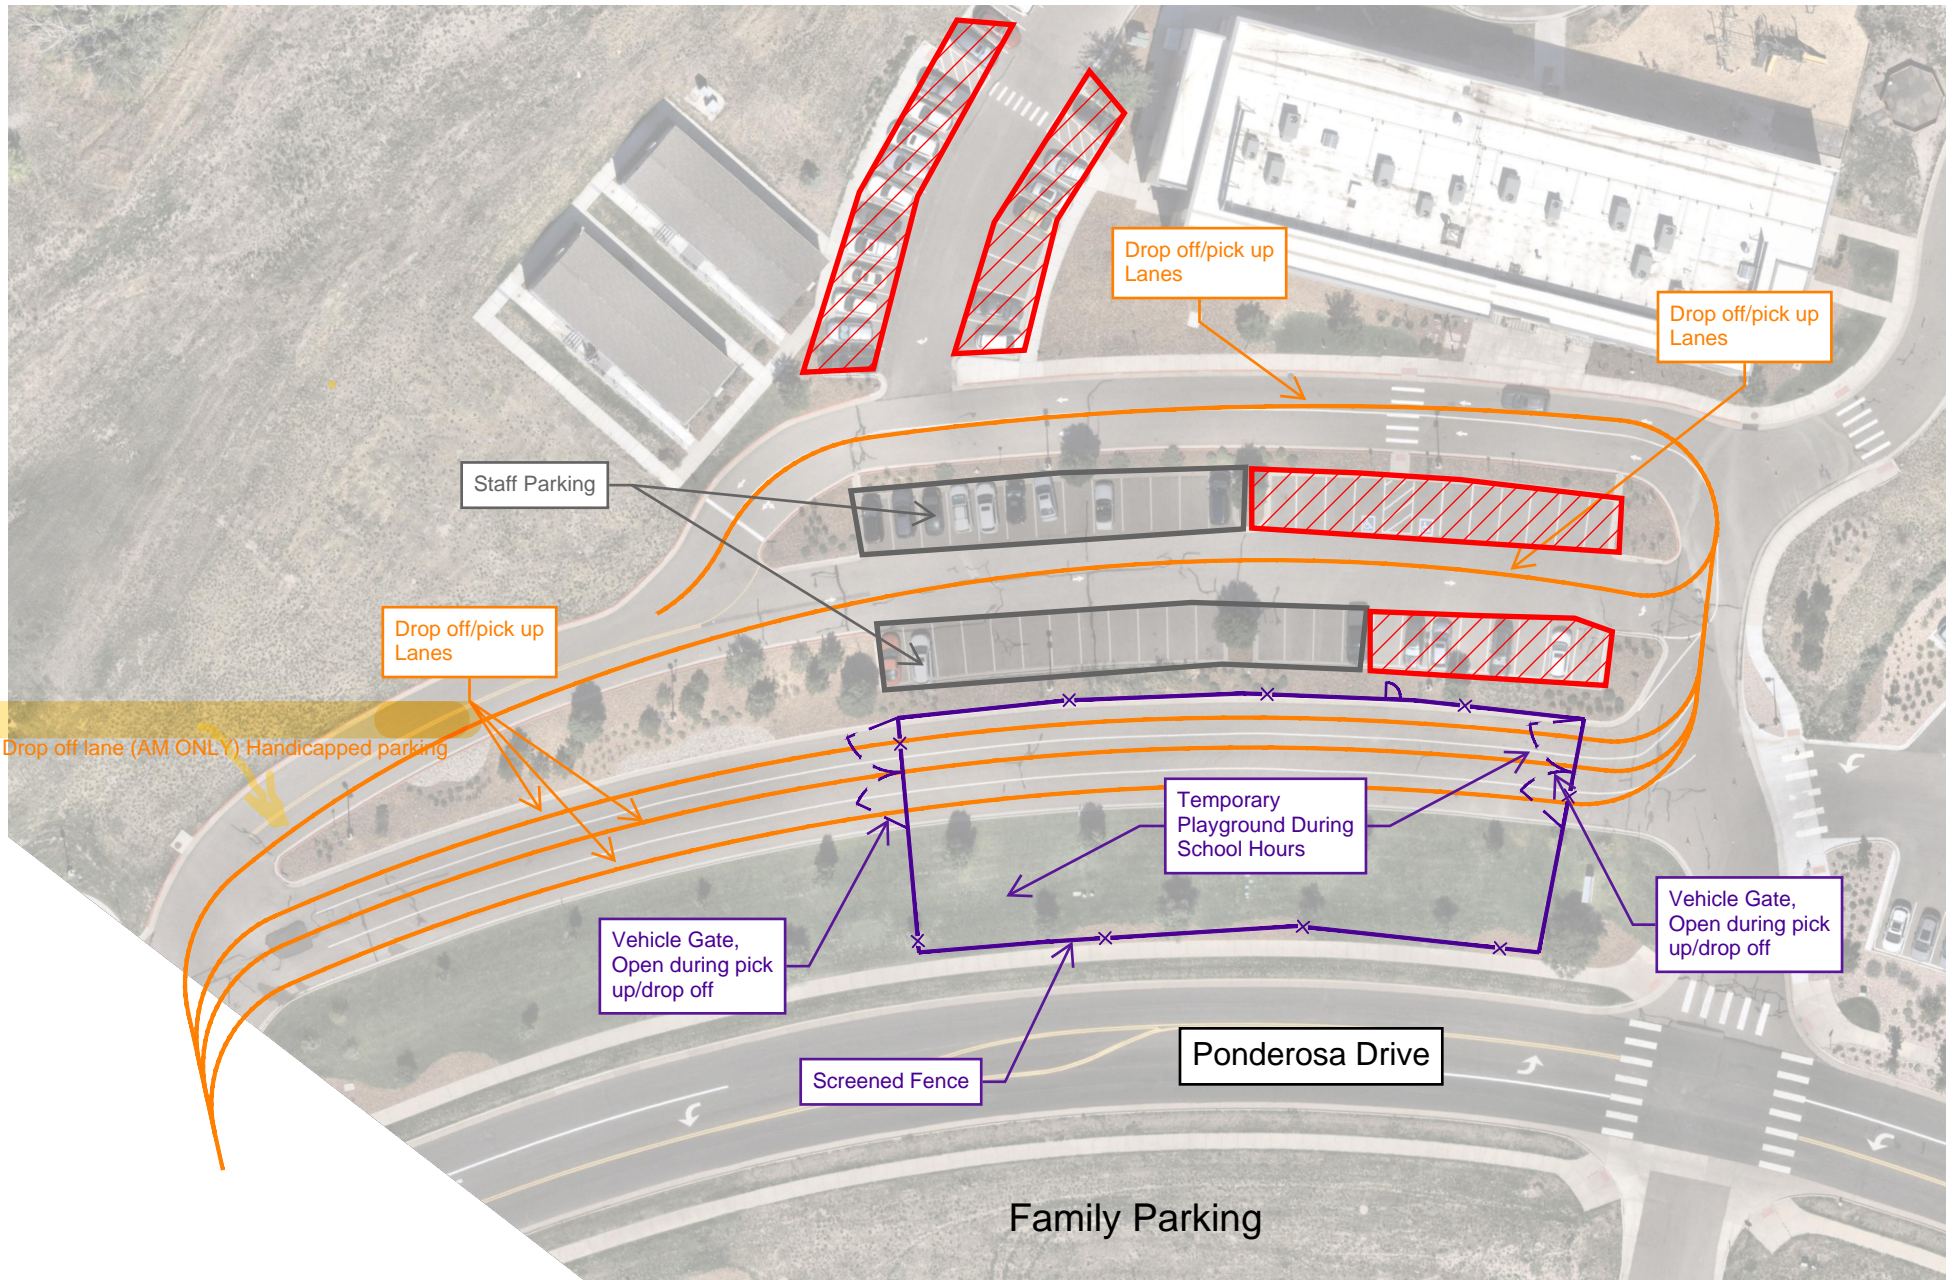 Drop off/pick up
Lanes
Drop off/pick up
Lanes
Staff Parking
Drop off/pick up
Lanes
Drop off lane (AM ONLY) Handicapped parking
Temporary
Playground During
School Hours
Vehicle Gate,
Open during pick
up/drop off
Vehicle Gate,
Open during pick
up/drop off
Ponderosa Drive
Screened Fence
Family Parking